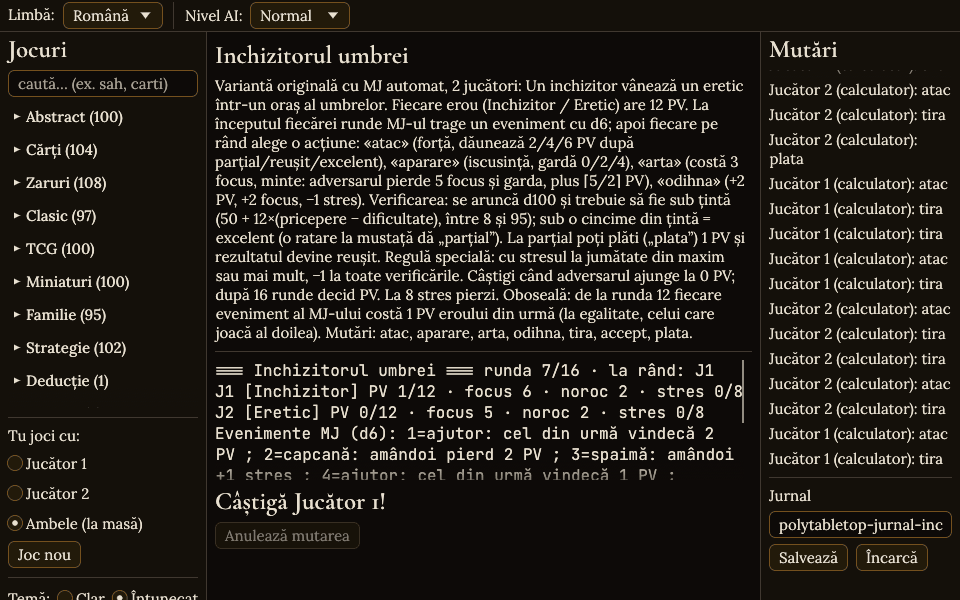 Limbă:
Română
Nivel AI:
Normal
Jocuri
caută... (ex. sah, carti)
Abstract (100)
Cărți (104)
Zaruri (108)
Clasic (97)
TCG (100)
Miniaturi (100)
Familie (95)
Strategie (102)
Deducție (1)
Tu joci cu:
Jucător 1
Jucător 2
Ambele (la masă)
Joc nou
Temă:
Clar
Întunecat
Inchizitorul umbrei
Variantă originală cu MJ automat, 2 jucători: Un inchizitor vânează un eretic
într-un oraș al umbrelor. Fiecare erou (Inchizitor / Eretic) are 12 PV. La
începutul fiecărei runde MJ-ul trage un eveniment cu d6; apoi fiecare pe
rând alege o acțiune: «atac» (forță, dăunează 2/4/6 PV după
parțial/reușit/excelent), «aparare» (iscusință, gardă 0/2/4), «arta» (costă 3
focus, minte: adversarul pierde 5 focus și garda, plus ⌈5/2⌉ PV), «odihna» (+2
PV, +2 focus, −1 stres). Verificarea: se aruncă d100 și trebuie să fie sub țintă
(50 + 12×(pricepere − dificultate), între 8 și 95); sub o cincime din țintă =
excelent (o ratare la mustață dă „parțial”). La parțial poți plăti („plata”) 1 PV și
rezultatul devine reușit. Regulă specială: cu stresul la jumătate din maxim
sau mai mult, −1 la toate verificările. Câștigi când adversarul ajunge la 0 PV;
după 16 runde decid PV. La 8 stres pierzi. Oboseală: de la runda 12 fiecare
eveniment al MJ-ului costă 1 PV eroului din urmă (la egalitate, celui care
joacă al doilea). Mutări: atac, aparare, arta, odihna, tira, accept, plata.
═══ Inchizitorul umbrei ═══ runda 7/16 · la rând: J1
J1 [Inchizitor] PV 1/12 · focus 6 · noroc 2 · stres 0/8
J2 [Eretic] PV 0/12 · focus 5 · noroc 2 · stres 0/8
Evenimente MJ (d6): 1=ajutor: cel din urmă vindecă 2
PV ; 2=capcană: amândoi pierd 2 PV ; 3=spaimă: amândoi
+1 stres ; 4=ajutor: cel din urmă vindecă 1 PV ;
Câștigă Jucător 1!
Anulează mutarea
Mutări
Jucător 2 (calculator): atac
Jucător 2 (calculator): tira
Jucător 2 (calculator):
plata
Jucător 1 (calculator): atac
Jucător 1 (calculator): tira
Jucător 1 (calculator): tira
Jucător 1 (calculator): atac
Jucător 1 (calculator): tira
Jucător 2 (calculator): atac
Jucător 2 (calculator): tira
Jucător 2 (calculator): tira
Jucător 2 (calculator): atac
Jucător 2 (calculator): tira
Jucător 1 (calculator): atac
Jucător 1 (calculator): tira
Jurnal
polytabletop-jurnal-inc
Salvează
Încarcă